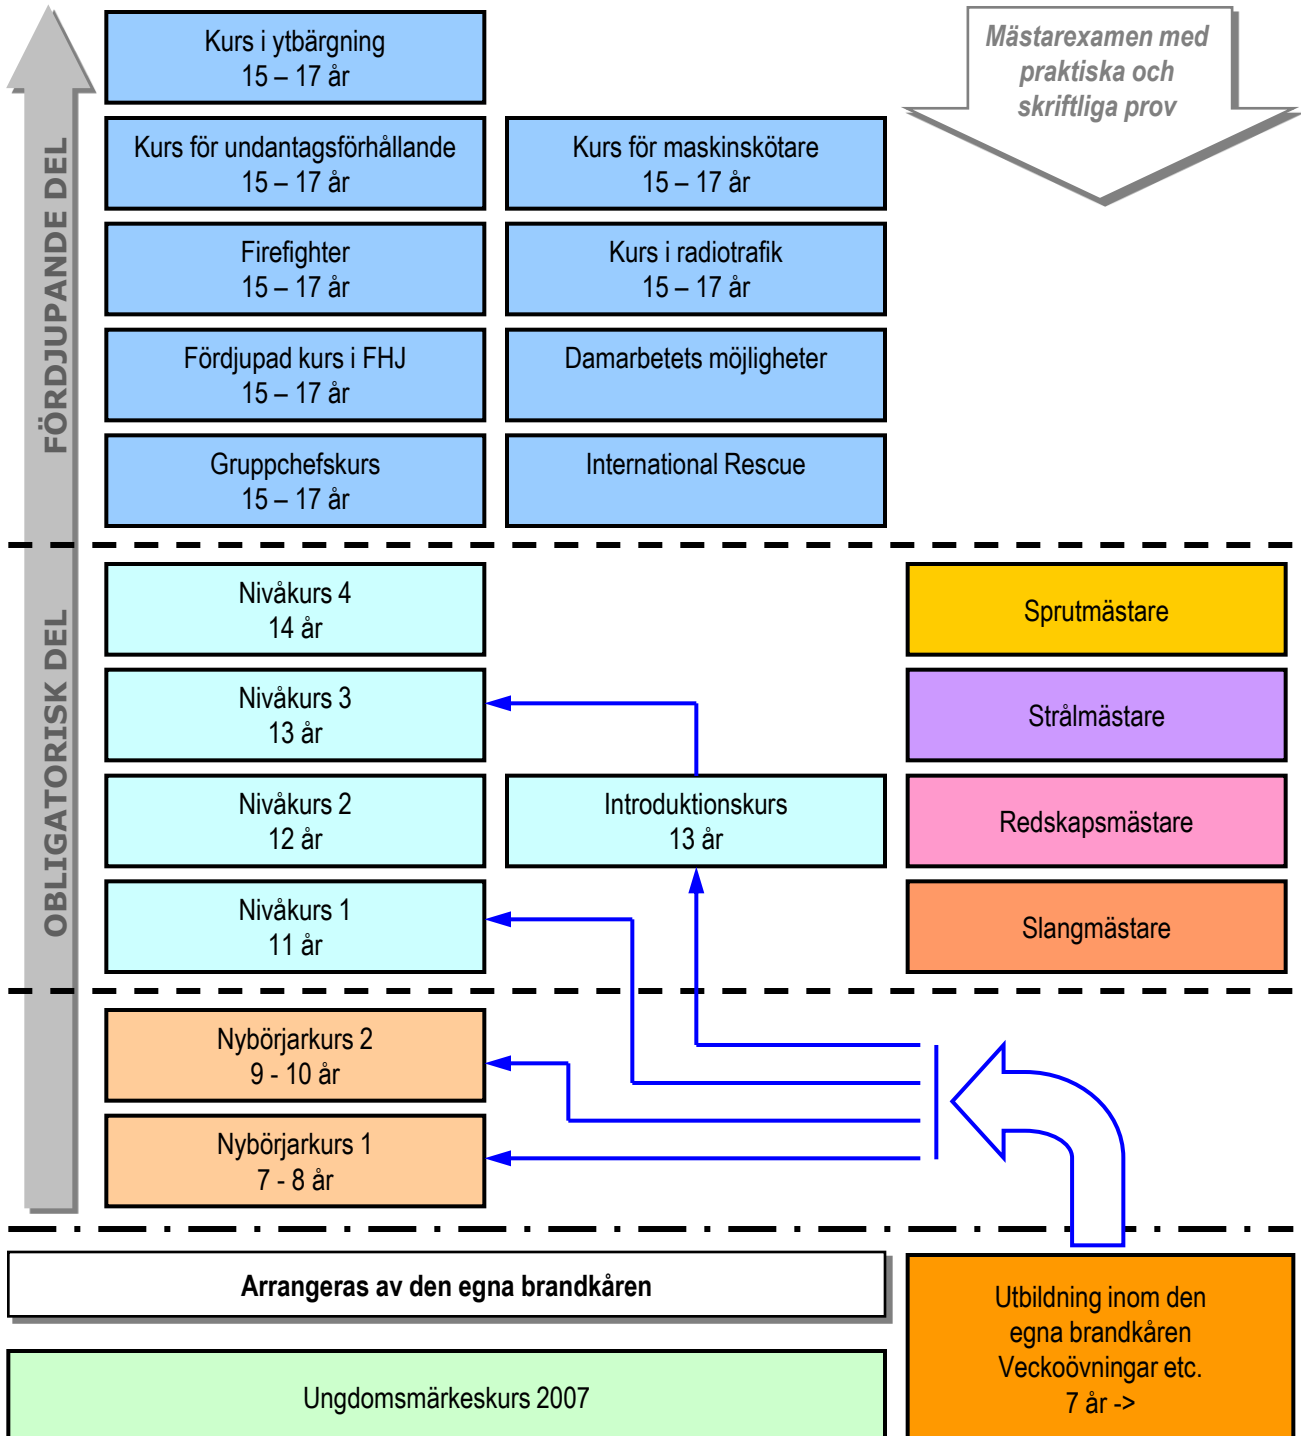 Kurs i ytbärgning
15 – 17 år
Mästarexamen med
praktiska och
skriftliga prov
FÖRDJUPANDE DEL
Kurs för undantagsförhållande
15 – 17 år
Kurs för maskinskötare
15 – 17 år
Firefighter
15 – 17 år
Kurs i radiotrafik
15 – 17 år
Fördjupad kurs i FHJ
15 – 17 år
Damarbetets möjligheter
Gruppchefskurs
15 – 17 år
International Rescue
OBLIGATORISK DEL
Nivåkurs 4
14 år
Sprutmästare
Nivåkurs 3
13 år
Strålmästare
Nivåkurs 2
12 år
Introduktionskurs
13 år
Redskapsmästare
Nivåkurs 1
11 år
Slangmästare
Nybörjarkurs 2
9 - 10 år
Nybörjarkurs 1
7 - 8 år
Arrangeras av den egna brandkåren
Utbildning inom den
egna brandkåren
Veckoövningar etc.
7 år ->
Ungdomsmärkeskurs 2007